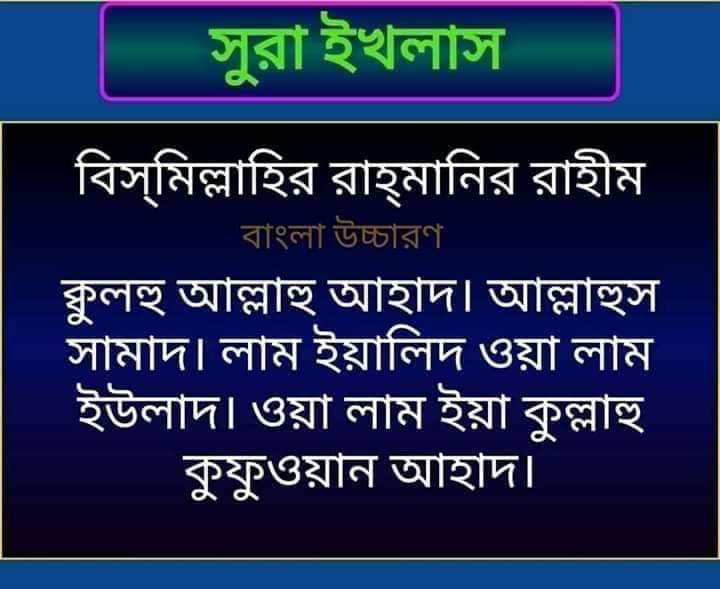 সুরা ইখলাস
বিস্‌মিল্লাহির রাহ্‌মানির রাহীম
বাংলা উচ্চারণ
ক্বুলহু আল্লাহু আহাদ। আল্লাহুস
সামাদ। লাম ইয়ালিদ ওয়া লাম
ইউলাদ। ওয়া লাম ইয়া কুল্লাহু
কুফুওয়ান আহাদ।